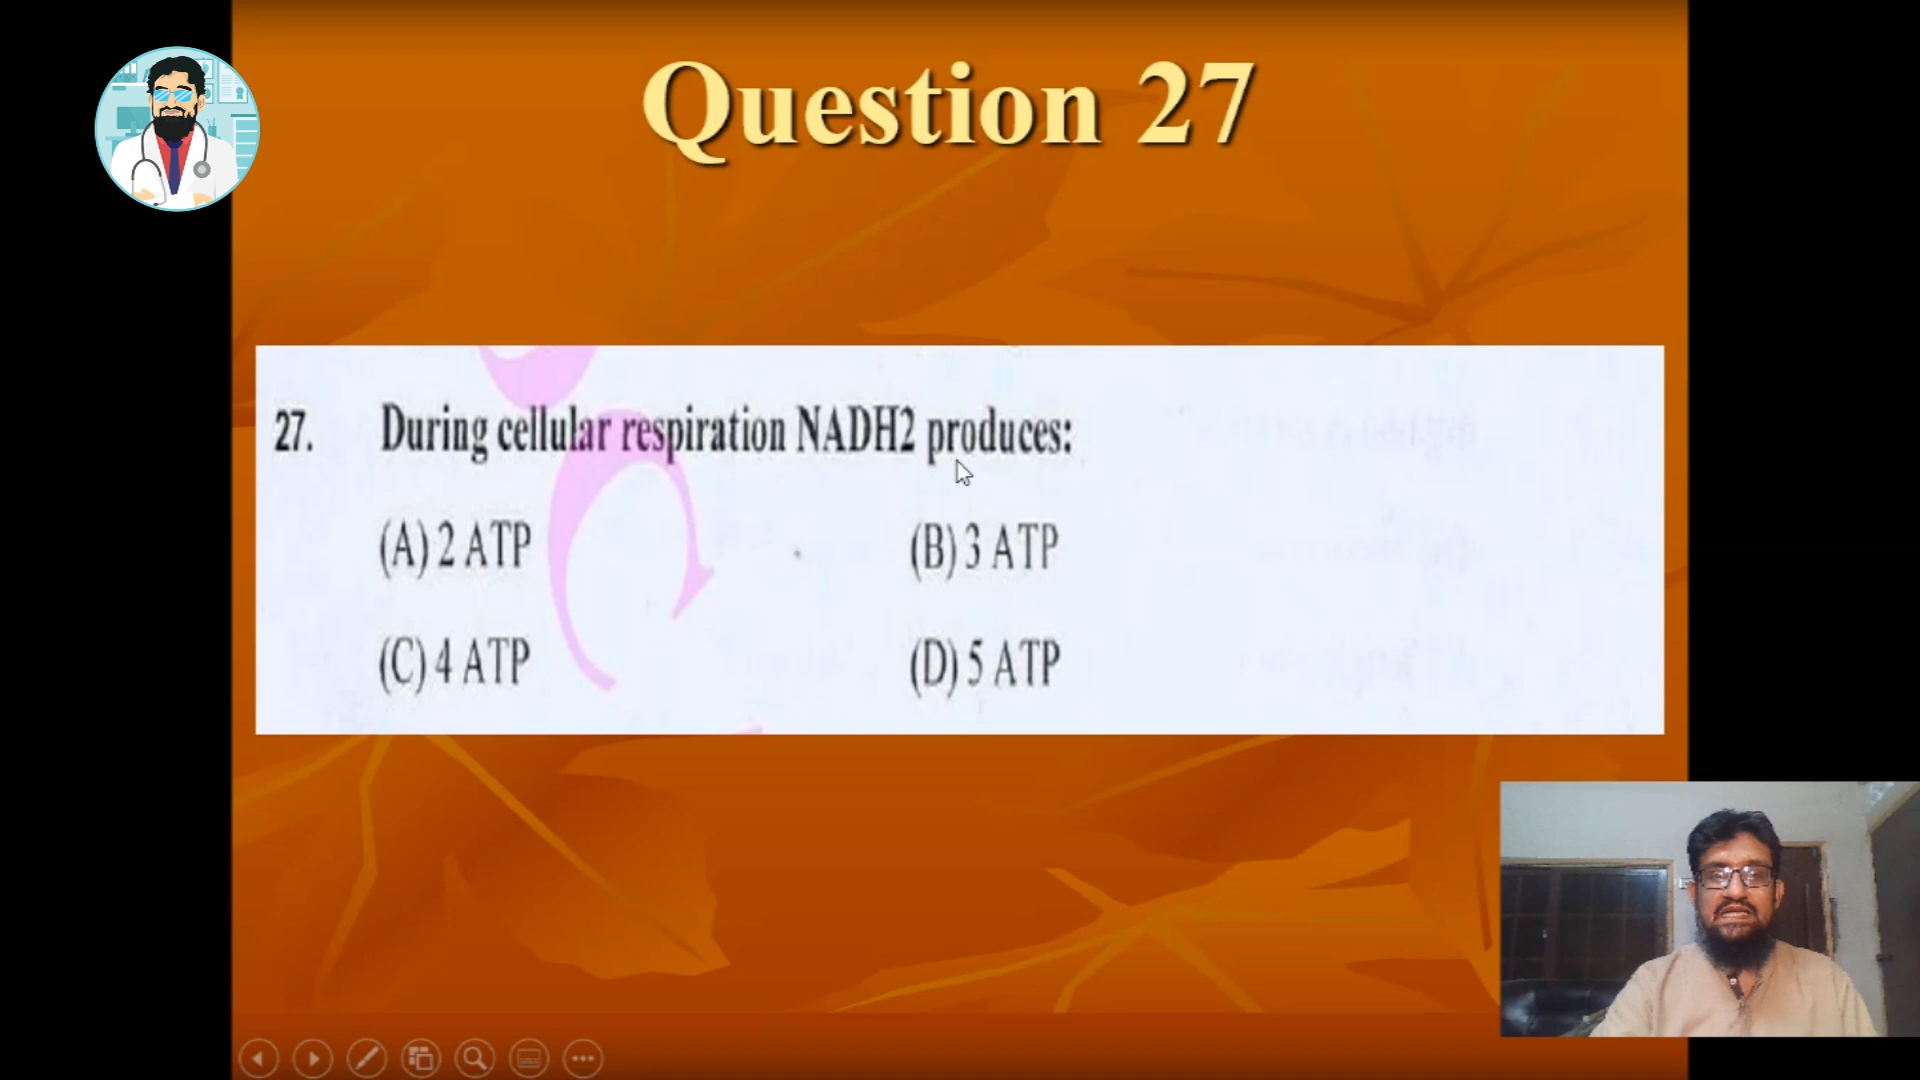 Question 27
27. During cellular respiration NADH2 produces:
(A) 2 ATP (B) 3 ATP
(C) 4 ATP (D) 5 ATP